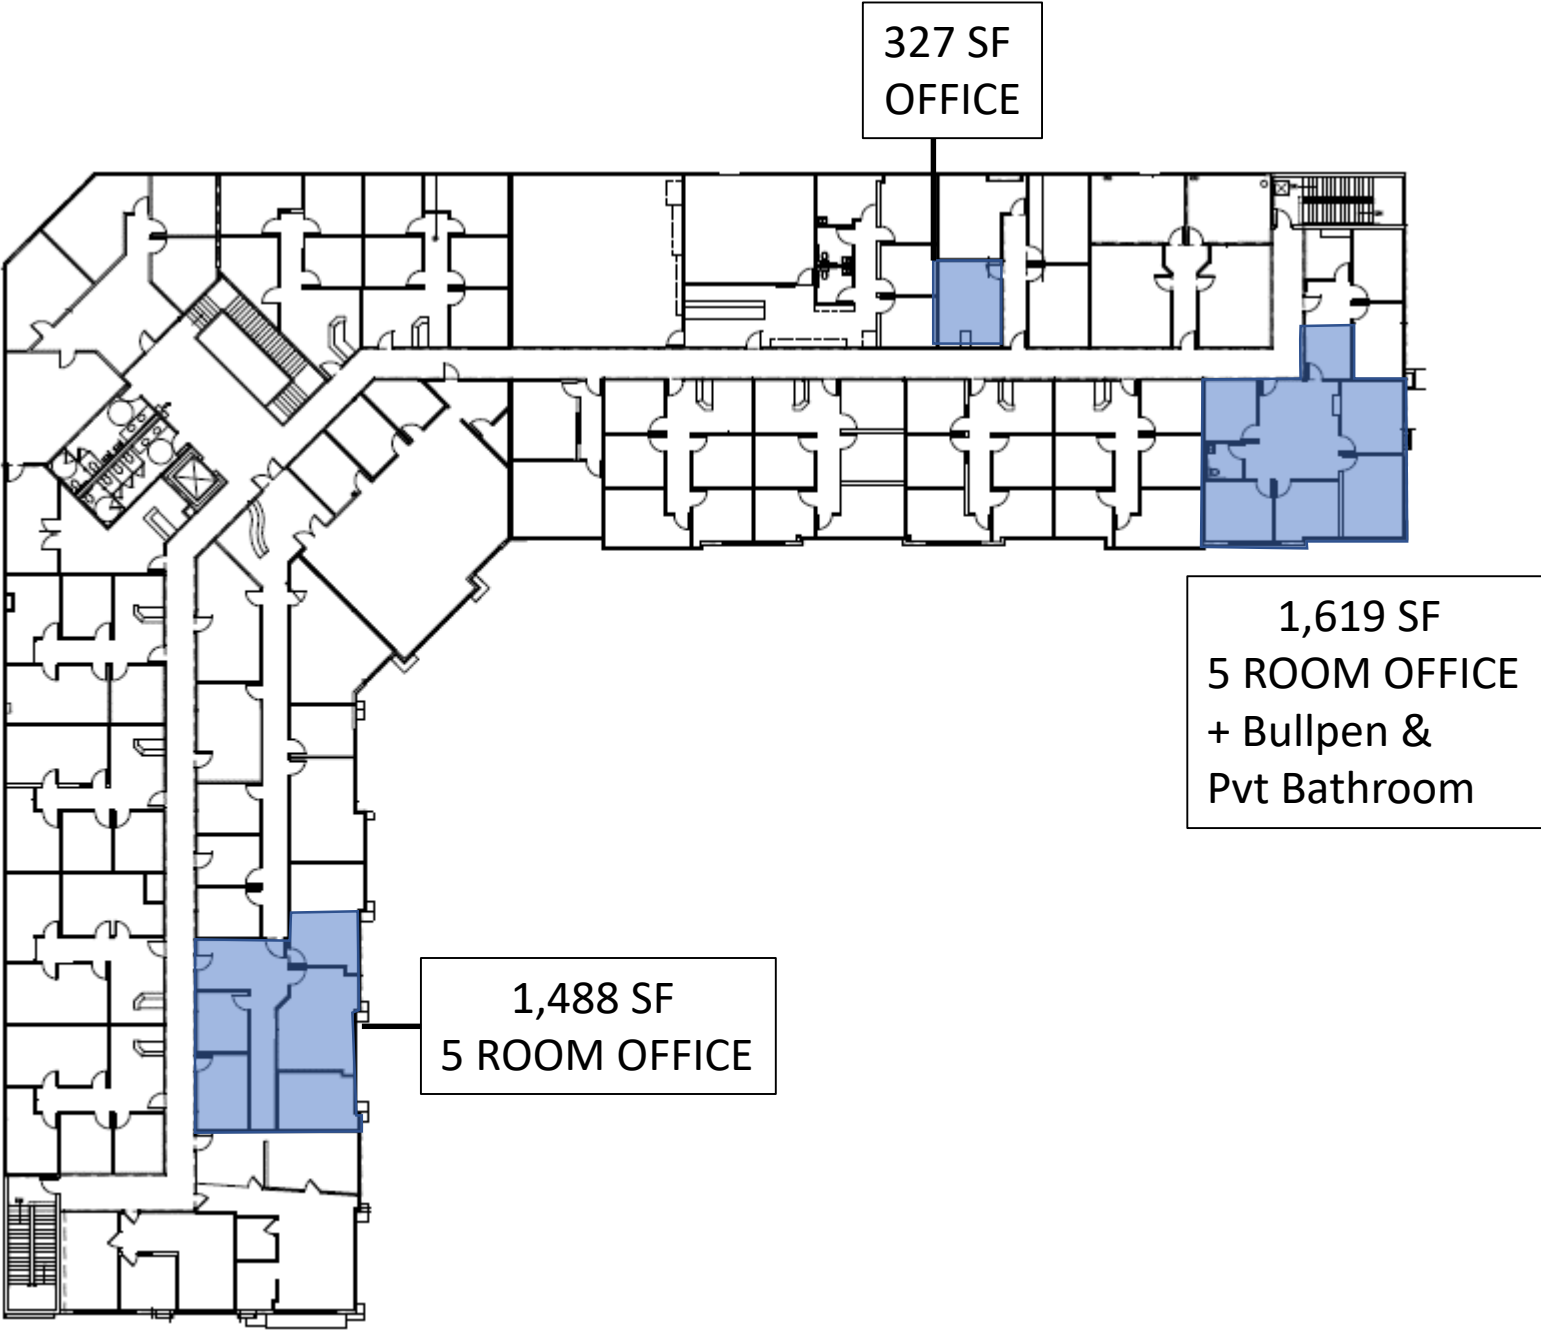 327 SF
OFFICE
1,619 SF
5 ROOM OFFICE
+ Bullpen &
Pvt Bathroom
1,488 SF
5 ROOM OFFICE